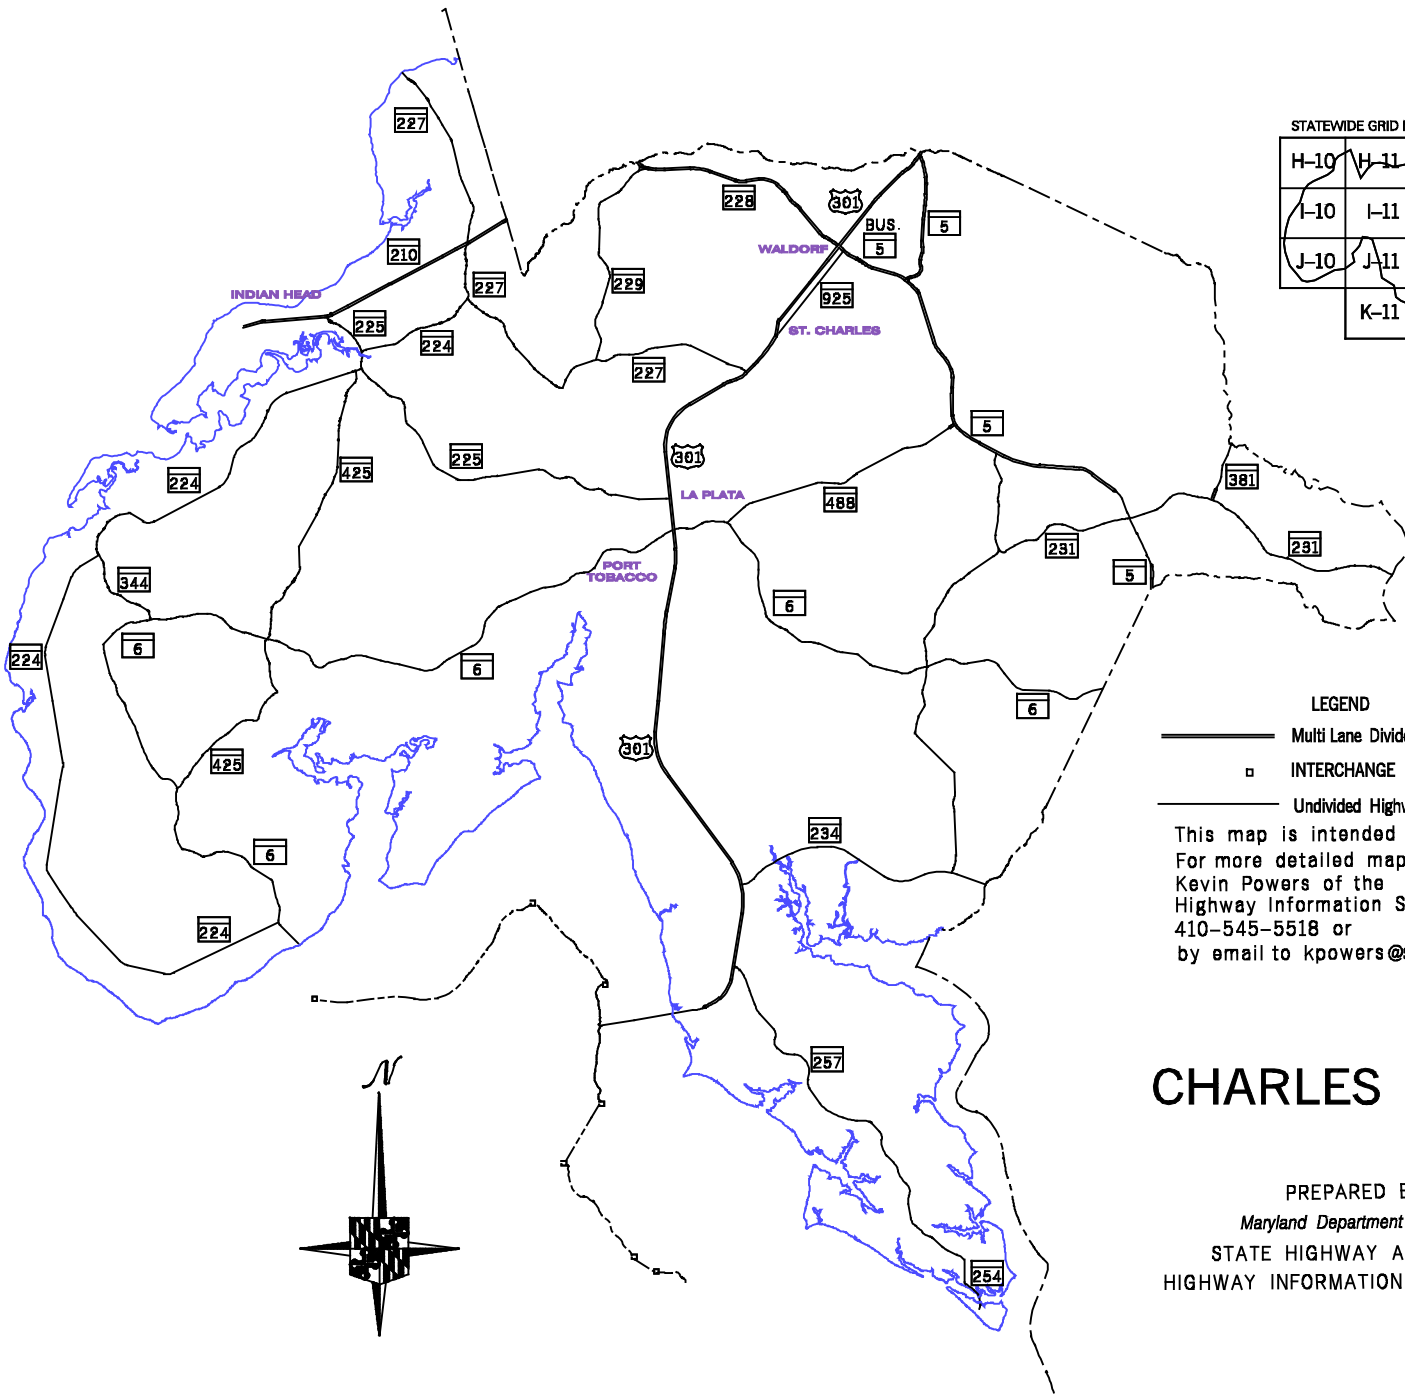 227
STATEWIDE GRID
H-10 H-11
228
301
I-10 I-11
BUS.
5
5
WALDORF
210
J-10 J-11
INDIAN HEAD
227
229
925
K-11
225
ST. CHARLES
224
227
5
301
225
425
224
381
LA PLATA
488
231
231
PORT
TOBACCO
344
5
6
6
224
6
LEGEND
6
Multi Lane Divid
301
425
INTERCHANGE
Undivided High
234
This map is intended
6
For more detailed map
Kevin Powers of the
Highway Information S
224
410-545-5518 or
by email to kpowers@
257
N
CHARLES
PREPARED
Maryland Department
STATE HIGHWAY A
254
HIGHWAY INFORMATION